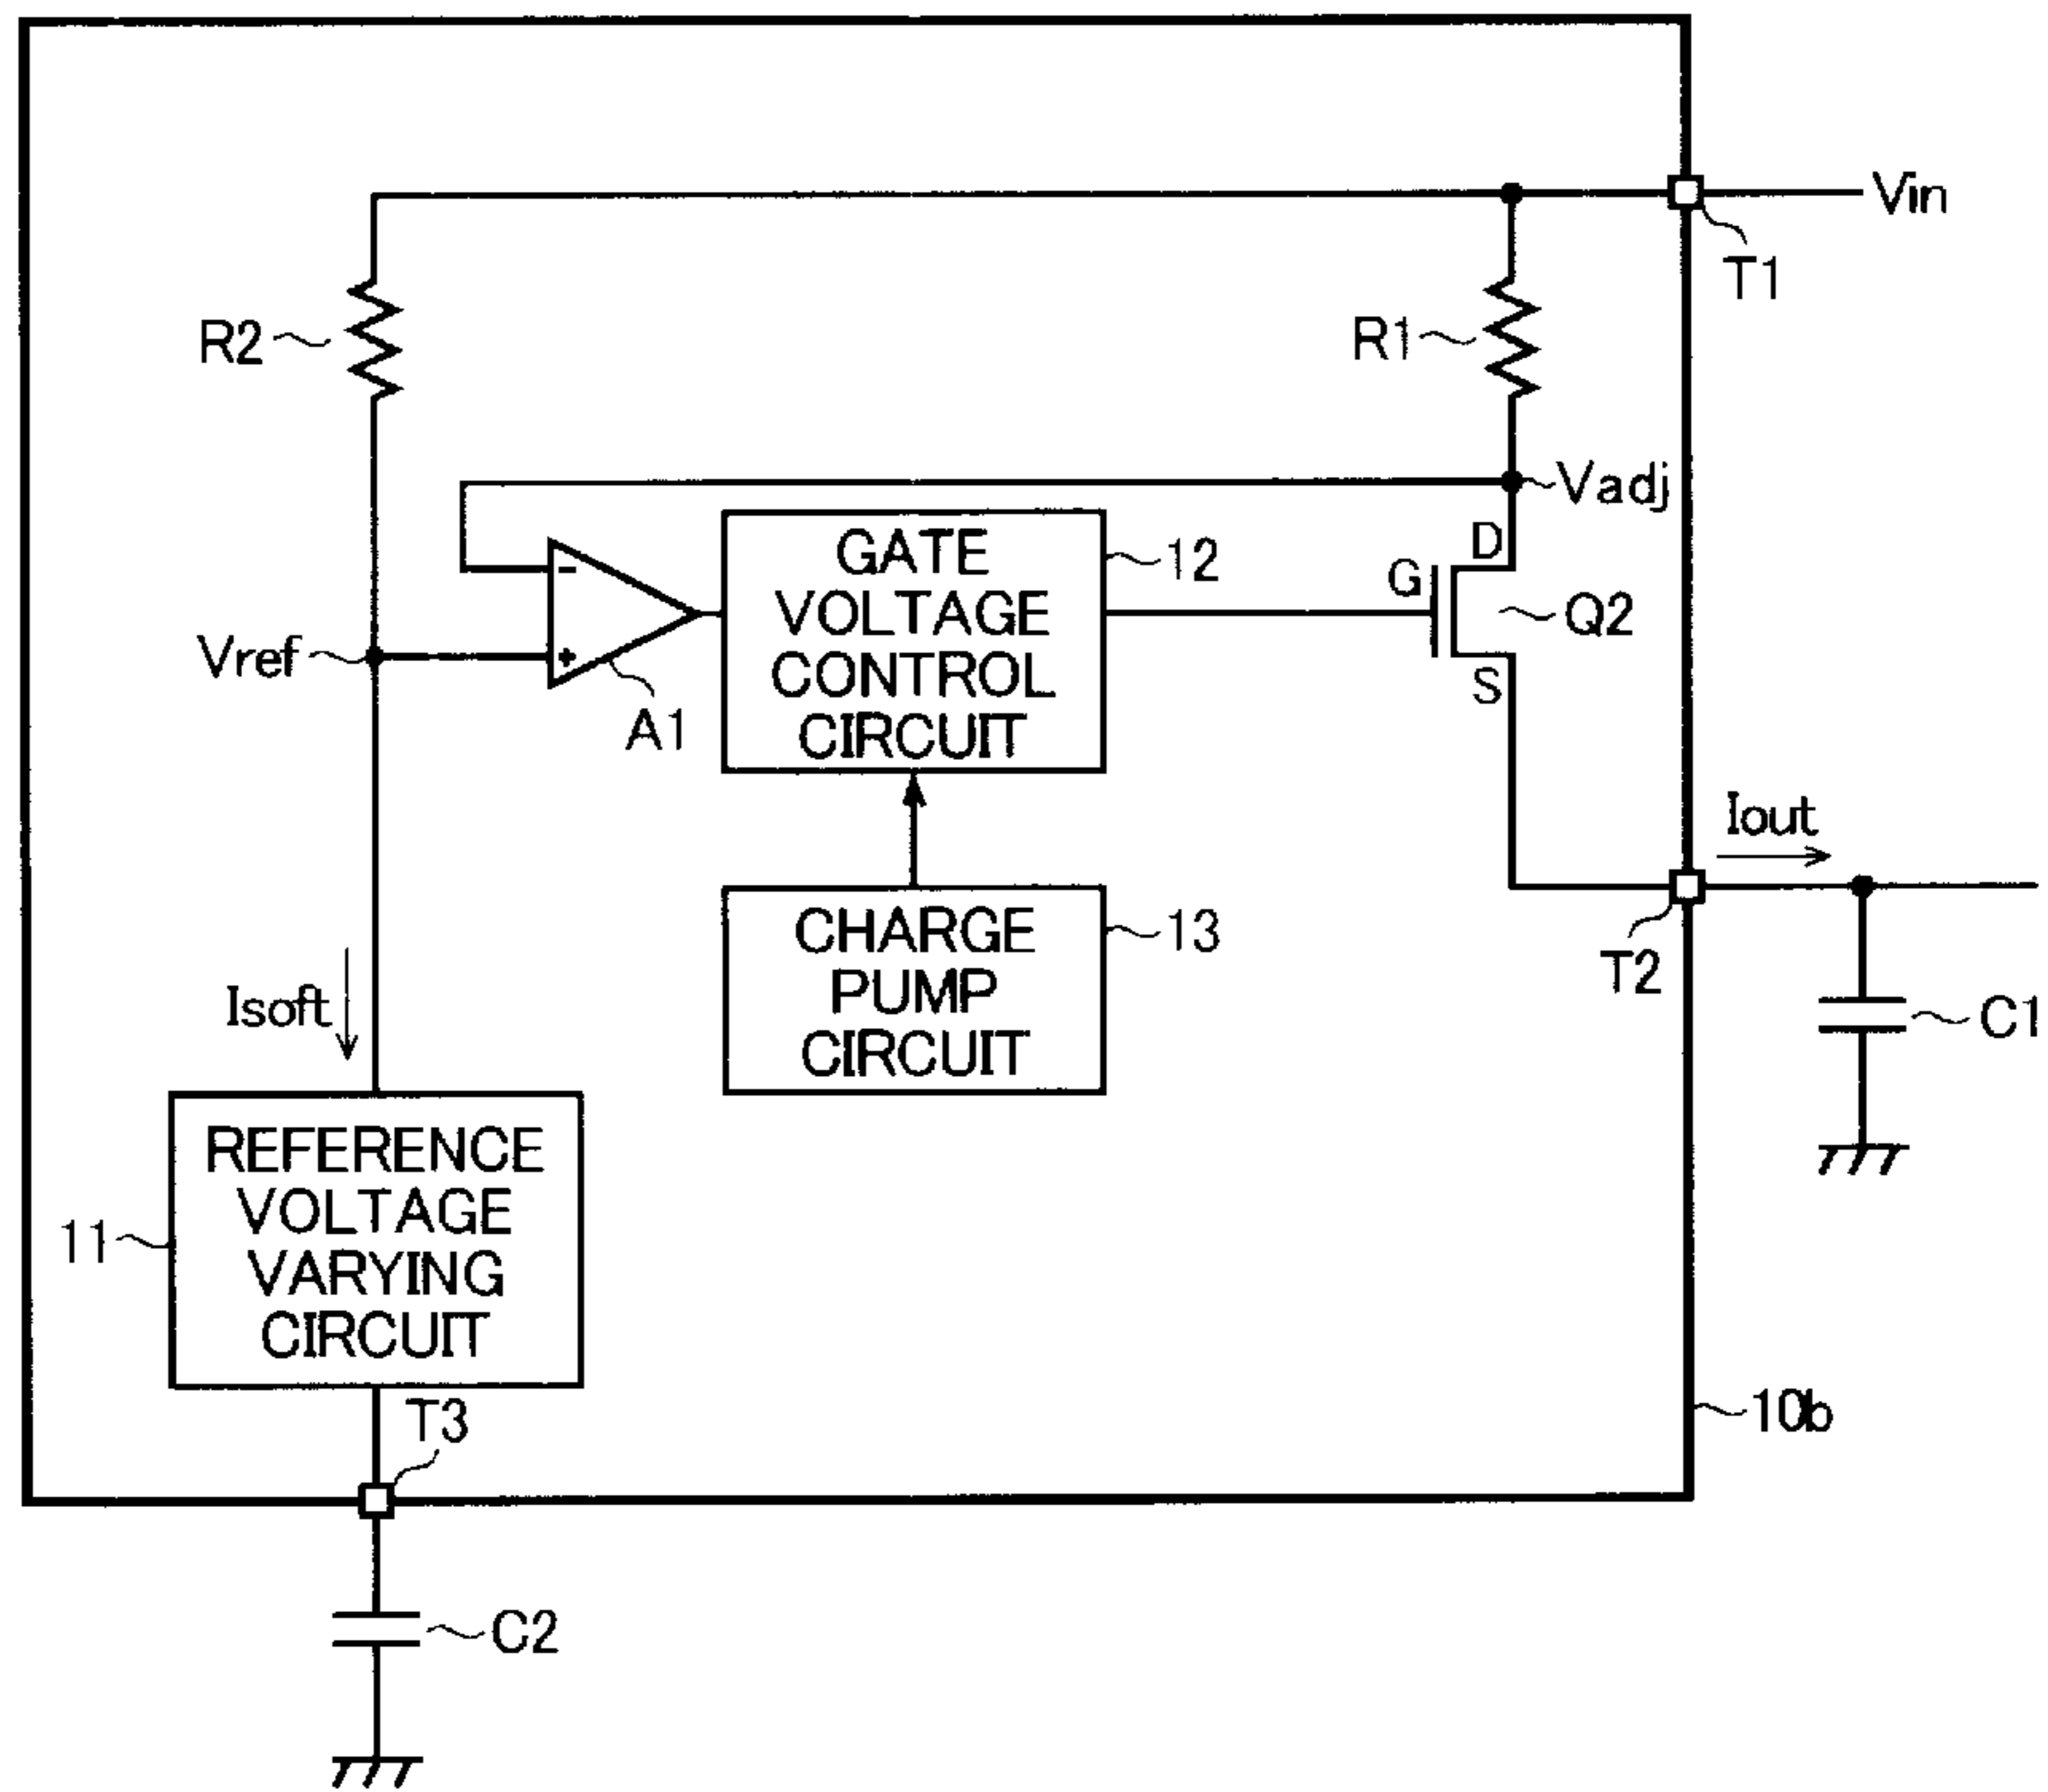 Vin
T1
R2
R1
Vadj
GATE
VOLTAGE
CONTROL
CIRCUIT
12
D
G
Q2
S
-
+
Vref
A1
Iout
CHARGE
PUMP
CIRCUIT
13
T2
C1
Isoft
REFERENCE
VOLTAGE
VARYING
CIRCUIT
11
T3
10b
C2